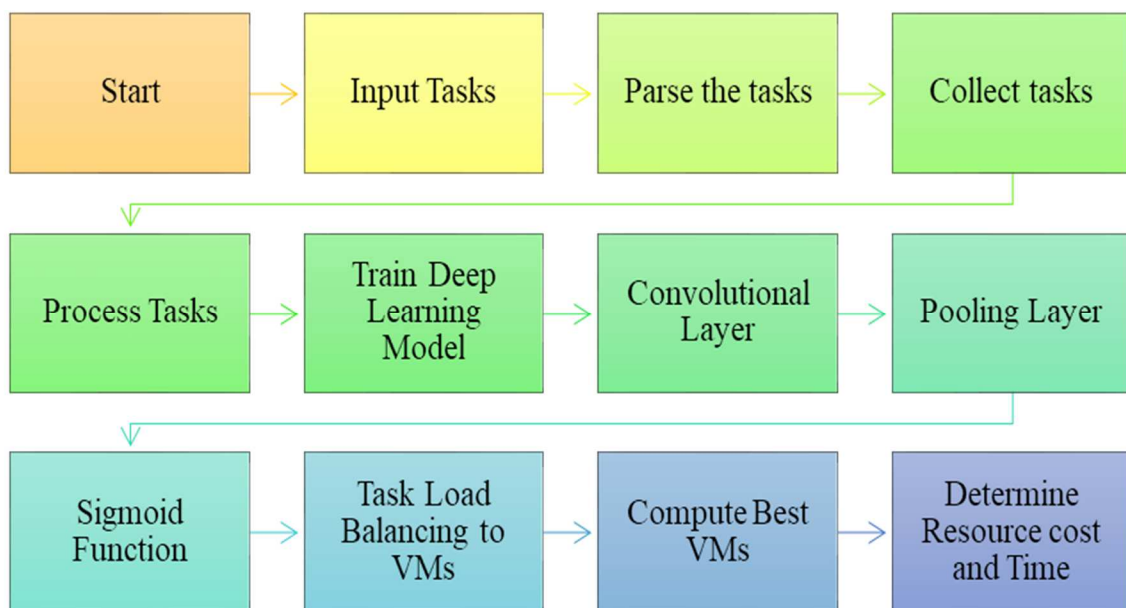 Start
Input Tasks
Parse the tasks
Collect tasks
Process Tasks
Train Deep
Learning
Model
Convolutional
Layer
Pooling Layer
Sigmoid
Function
Task Load
Balancing to
VMs
Compute Best
VMs
Determine
Resource cost
and Time